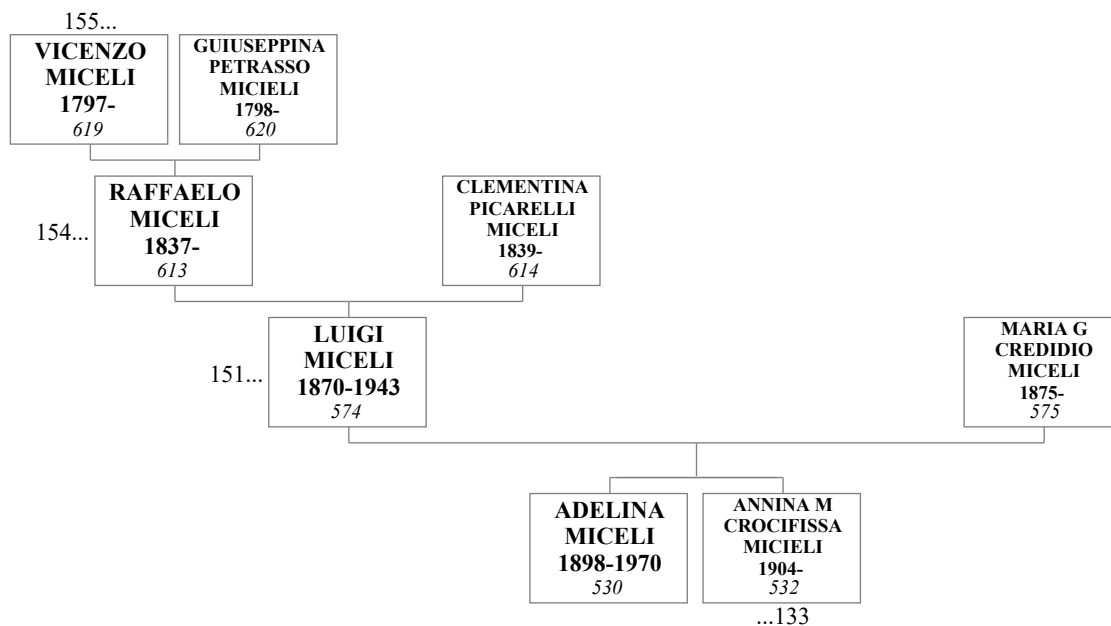 155...
VICENZO
MICELI
1797-
619
GUIUSEPPINA
PETRASSO
MICIELI
1798-
620
154...
RAFFAELO
MICELI
1837-
613
CLEMENTINA
PICARELLI
MICELI
1839-
614
151...
LUIGI
MICELI
1870-1943
574
MARIA G
CREDIDIO
MICELI
1875-
575
ADELINA
MICELI
1898-1970
530
ANNINA M
CROCIFISSA
MICIELI
1904-
532
...133